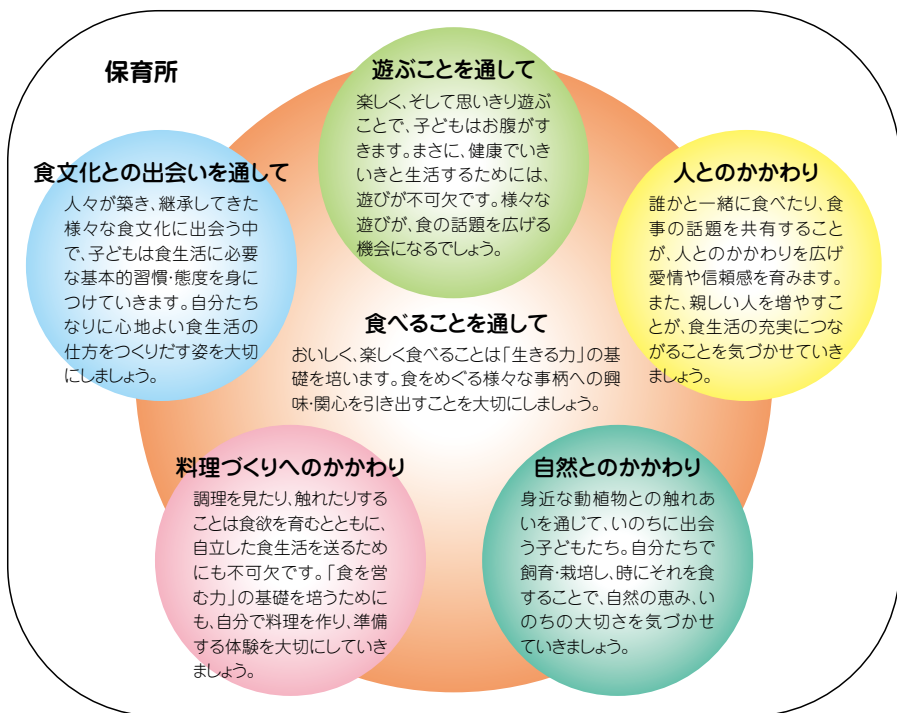 保育所
遊ぶことを通して
楽しく、そして思いきり遊ぶ
ことで、子どもはお腹がす
きます。まさに、健康でいき
いきと生活するためには、
遊びが不可欠です。様々な
遊びが、食の話題を広げる
機会になるでしょう。
食文化との出会いを通して
人々が築き、継承してきた
様々な食文化に出会う中
で、子どもは食生活に必要
な基本的習慣・態度を身に
つけていきます。自分たち
なりに心地よい食生活の
仕方をつくりだす姿を大切
にしましょう。
人とのかかわり
誰かと一緒に食べたり、食
事の話題を共有すること
が、人とのかかわりを広げ
愛情や信頼感を育みます。
また、親しい人を増やすこ
とが、食生活の充実につな
がることを気づかせていき
ましょう。
食べることを通して
おいしく、楽しく食べることは「生きる力」の基
礎を培います。食をめぐる様々な事柄への興
味・関心を引き出すことを大切にしましょう。
料理づくりへのかかわり
調理を見たり、触れたりする
ことは食欲を育むとともに、
自立した食生活を送るため
にも不可欠です。「食を営
む力」の基礎を培うために
も、自分で料理を作り、準備
する体験を大切にしていき
ましょう。
自然とのかかわり
身近な動植物との触れあ
いを通じて、いのちに出会
う子どもたち。自分たちで
飼育・栽培し、時にそれを食
することで、自然の恵み、い
のちの大切さを気づかせ
ていきましょう。